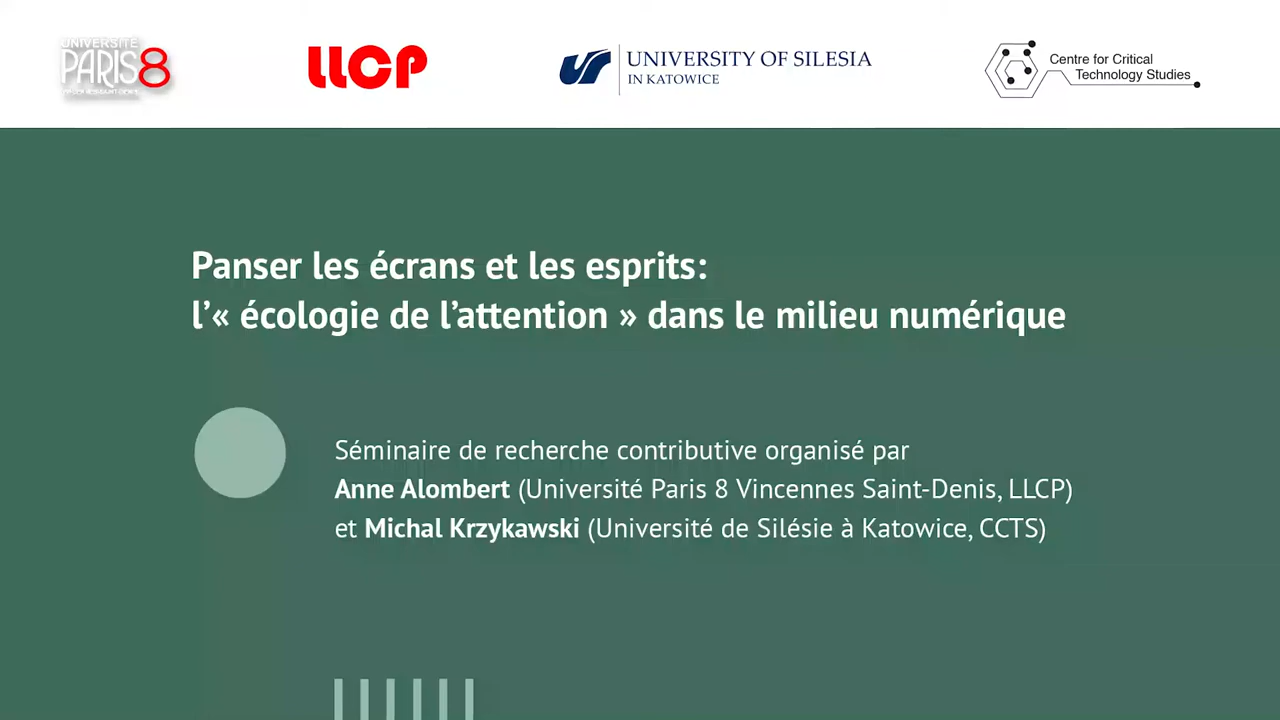 UNIVERSITÉ
PARIS8
LLCP
UNIVERSITY OF SILESIA
IN KATOWICE
Centre for Critical
Technology Studies
Panser les écrans et les esprits:
l’« écologie de l’attention » dans le milieu numérique
Séminaire de recherche contributive organisé par
Anne Alombert (Université Paris 8 Vincennes Saint-Denis, LLCP)
et Michal Krzykawski (Université de Silésie à Katowice, CCTS)